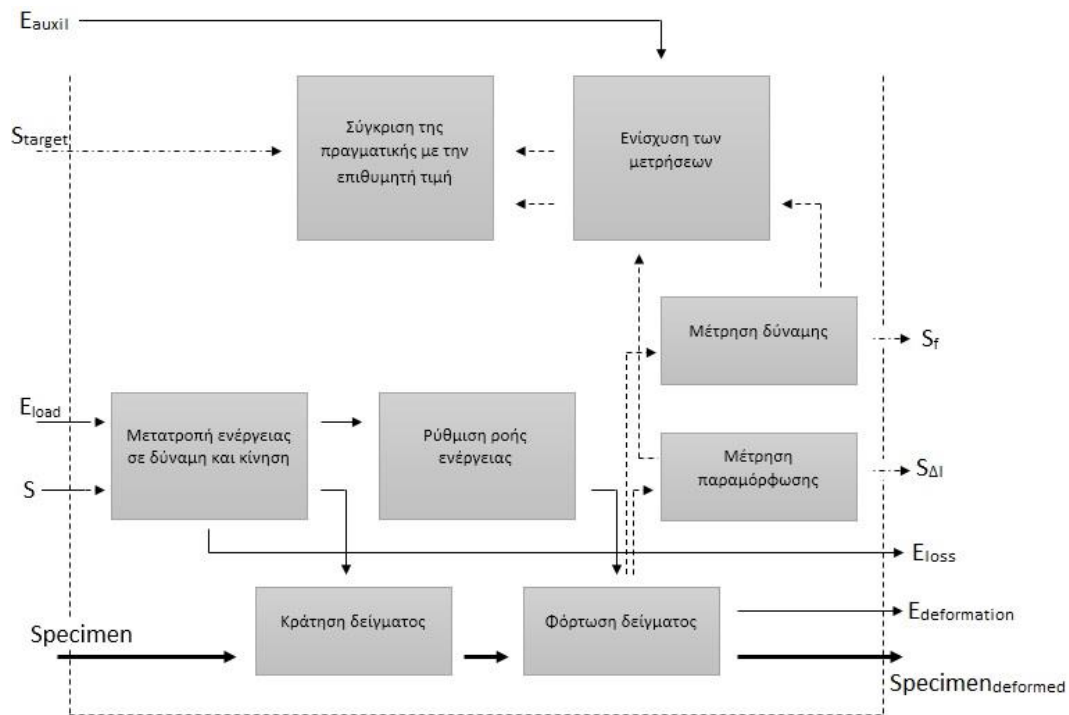 Eauxil
Starget
Σύγκριση της
πραγματικής με την
επιθυμητή τιμή
Ενίσχυση των
μετρήσεων
Μέτρηση δύναμης
Sf
Eload
S
Μετατροπή ενέργειας
σε δύναμη και κίνηση
Ρύθμιση ροής
ενέργειας
Μέτρηση
παραμόρφωσης
SΔl
Eloss
Κράτηση δείγματος
Φόρτωση δείγματος
Edeformation
Specimen
Specimendeformed